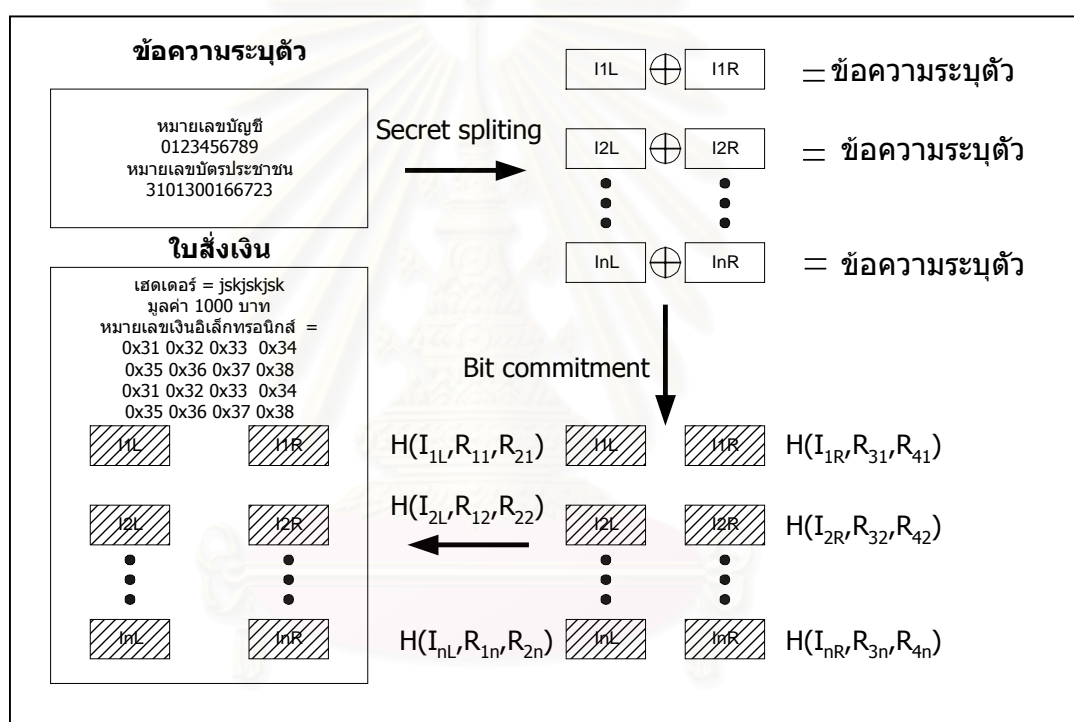 ข้อความระบุตัว
หมายเลขบัญชี
0123456789
หมายเลขบัตรประชาชน
3101300166723
Secret spliting
I1L ⊕ I1R = ข้อความระบุตัว
I2L ⊕ I2R = ข้อความระบุตัว
InL ⊕ InR = ข้อความระบุตัว
Bit commitment
H(I1L,R11,R21) I1L I1R H(I1R,R31,R41)
H(I2L,R12,R22) I2L I2R H(I2R,R32,R42)
H(InL,R1n,R2n) InL InR H(InR,R3n,R4n)
ใบสั่งเงิน
เฮดเดอร์ = jskjskjsk
มูลค่า 1000 บาท
หมายเลขเงินอิเล็กทรอนิกส์ =
0x31 0x32 0x33 0x34
0x35 0x36 0x37 0x38
0x31 0x32 0x33 0x34
0x35 0x36 0x37 0x38
I1L I1R
I2L I2R
InL InR